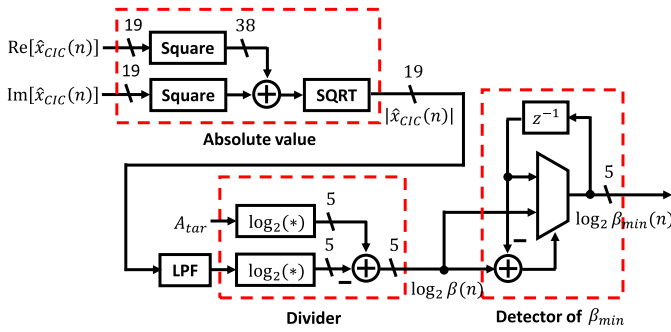 19
38
Re[x̂_CIC(n)]
Square
19
19
Im[x̂_CIC(n)]
Square
SQRT
|x̂_CIC(n)|
Absolute value
z⁻¹
5
5
A_tar
log₂(∗)
5
5
log₂ β_min(n)
LPF
log₂(∗)
log₂ β(n)
Divider
Detector of β_min